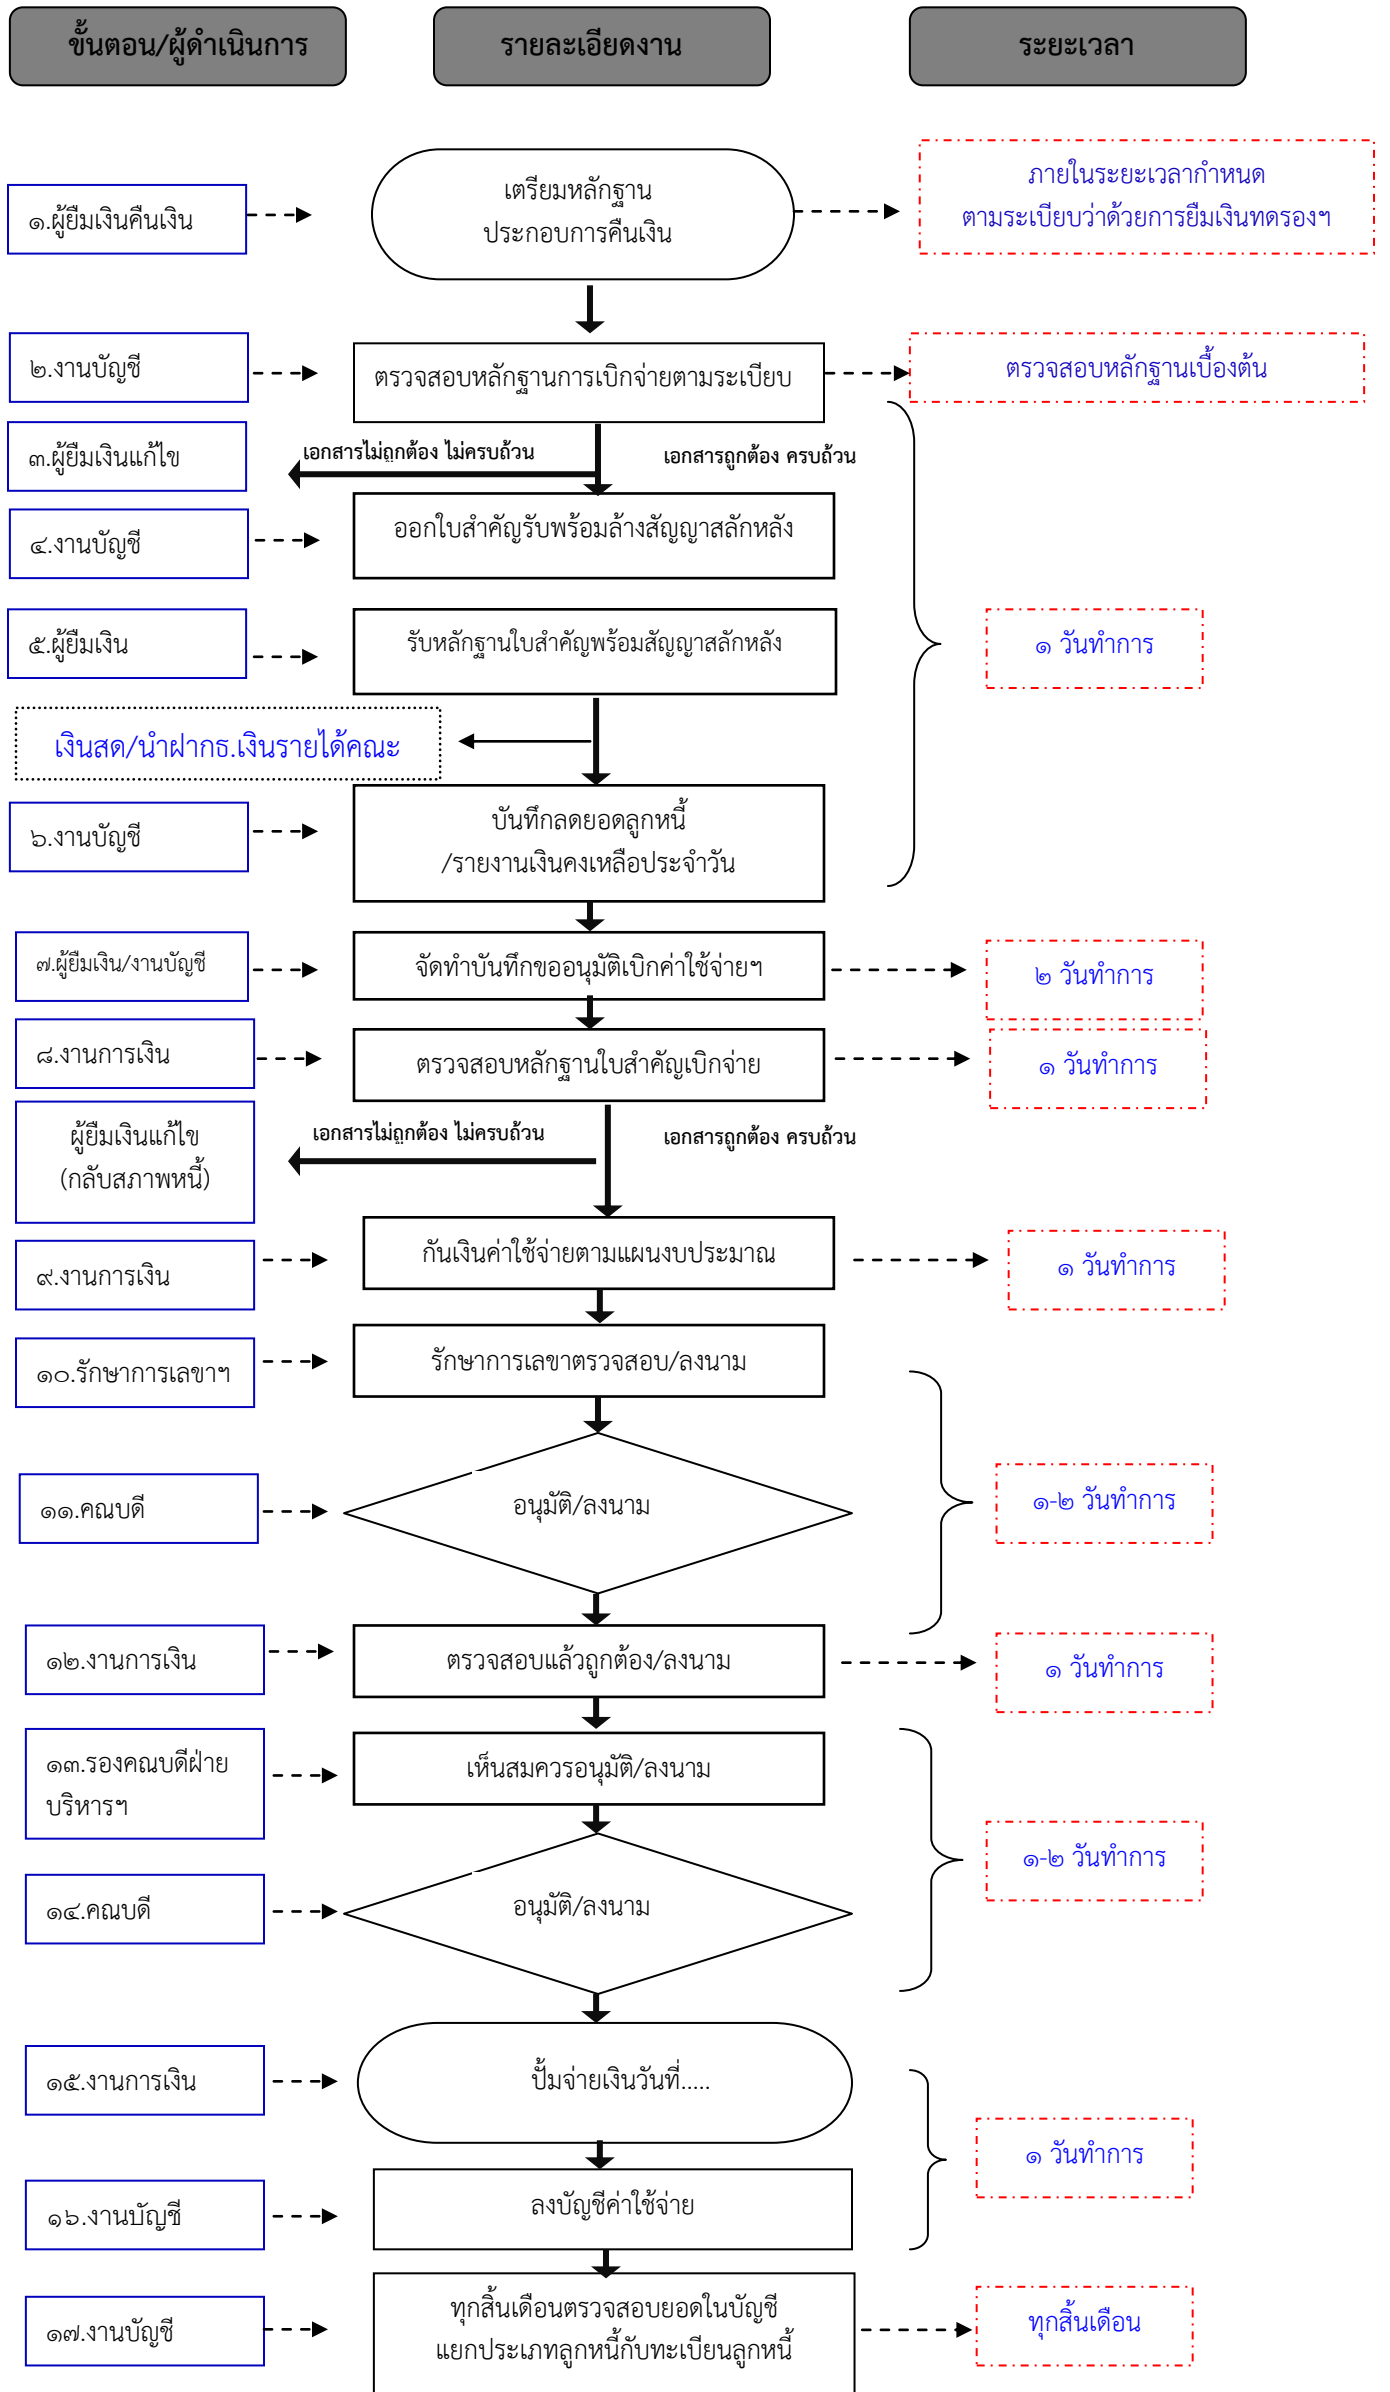 ขั้นตอน/ผู้ดำเนินการ
รายละเอียดงาน
ระยะเวลา
๑.ผู้ยืมเงินคืนเงิน
เตรียมหลักฐาน
ประกอบการคืนเงิน
ภายในระยะเวลากำหนด
ตามระเบียบว่าด้วยการยืมเงินทดรองฯ
๒.งานบัญชี
ตรวจสอบหลักฐานการเบิกจ่ายตามระเบียบ
ตรวจสอบหลักฐานเบื้องต้น
๓.ผู้ยืมเงินแก้ไข
เอกสารไม่ถูกต้อง ไม่ครบถ้วน
เอกสารถูกต้อง ครบถ้วน
๔.งานบัญชี
ออกใบสำคัญรับพร้อมล้างสัญญาสลักหลัง
๕.ผู้ยืมเงิน
รับหลักฐานใบสำคัญพร้อมสัญญาสลักหลัง
๑ วันทำการ
เงินสด/นำฝากธ.เงินรายได้คณะ
๖.งานบัญชี
บันทึกลดยอดลูกหนี้
/รายงานเงินคงเหลือประจำวัน
๗.ผู้ยืมเงิน/งานบัญชี
จัดทำบันทึกขออนุมัติเบิกค่าใช้จ่ายฯ
๒ วันทำการ
๘.งานการเงิน
ตรวจสอบหลักฐานใบสำคัญเบิกจ่าย
๑ วันทำการ
ผู้ยืมเงินแก้ไข
(กลับสภาพหนี้)
เอกสารไม่ถูกต้อง ไม่ครบถ้วน
เอกสารถูกต้อง ครบถ้วน
๙.งานการเงิน
กันเงินค่าใช้จ่ายตามแผนงบประมาณ
๑ วันทำการ
๑๐.รักษาการเลขาฯ
รักษาการเลขาตรวจสอบ/ลงนาม
๑๑.คณบดี
อนุมัติ/ลงนาม
๑-๒ วันทำการ
๑๒.งานการเงิน
ตรวจสอบแล้วถูกต้อง/ลงนาม
๑ วันทำการ
๑๓.รองคณบดีฝ่าย
บริหารฯ
เห็นสมควรอนุมัติ/ลงนาม
๑-๒ วันทำการ
๑๔.คณบดี
อนุมัติ/ลงนาม
๑๕.งานการเงิน
ปั้มจ่ายเงินวันที่.....
๑ วันทำการ
๑๖.งานบัญชี
ลงบัญชีค่าใช้จ่าย
๑๗.งานบัญชี
ทุกสิ้นเดือนตรวจสอบยอดในบัญชี
แยกประเภทลูกหนี้กับทะเบียนลูกหนี้
ทุกสิ้นเดือน